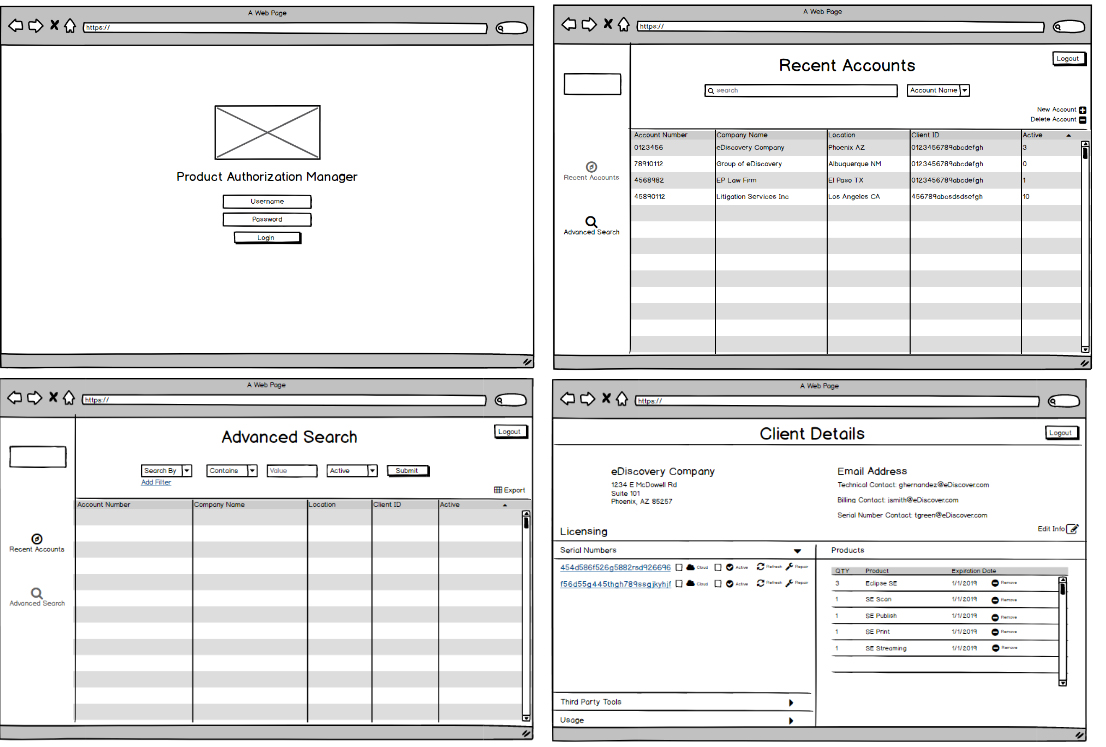 A Web Page
https://
Product Authorization Manager
Username
Password
Login
A Web Page
https://
Recent Accounts
Logout
search
Account Name
New Account
Delete Account
Recent Accounts
Advanced Search
Account Number Company Name Location Client ID Active
0123456 eDiscovery Company Phoenix AZ 0123456789abcdefgh 3
78910112 Group of eDiscovery Albuquerque NM 0123456789abcdefgh 0
4568982 EP Law Firm El Paso TX 0123456789abcdefgh 1
45890112 Litigation Services Inc Los Angeles CA 456789abcdsdsefgh 10
A Web Page
https://
Advanced Search
Logout
Search By Contains Value Active Submit
Add Filter
Export
Recent Accounts
Advanced Search
Account Number Company Name Location Client ID Active
A Web Page
https://
Client Details
Logout
eDiscovery Company
1234 E McDowell Rd
Suite 101
Phoenix, AZ 85257
Email Address
Technical Contact: ghernandez@eDiscover.com
Billing Contact: jsmith@eDiscover.com
Serial Number Contact: tgreen@eDiscover.com
Edit Info
Licensing
Serial Numbers
454d586f526g5882rsd926696 Cloud Active Refresh Repair
f56d55g445thgh789ssgjkyhjf Cloud Active Refresh Repair
Third Party Tools
Usage
Products
QTY Product Expiration Date
3 Eclipse SE 1/1/2019 Remove
1 SE Scan 1/1/2019 Remove
1 SE Publish 1/1/2019 Remove
1 SE Print 1/1/2019 Remove
1 SE Streaming 1/1/2019 Remove